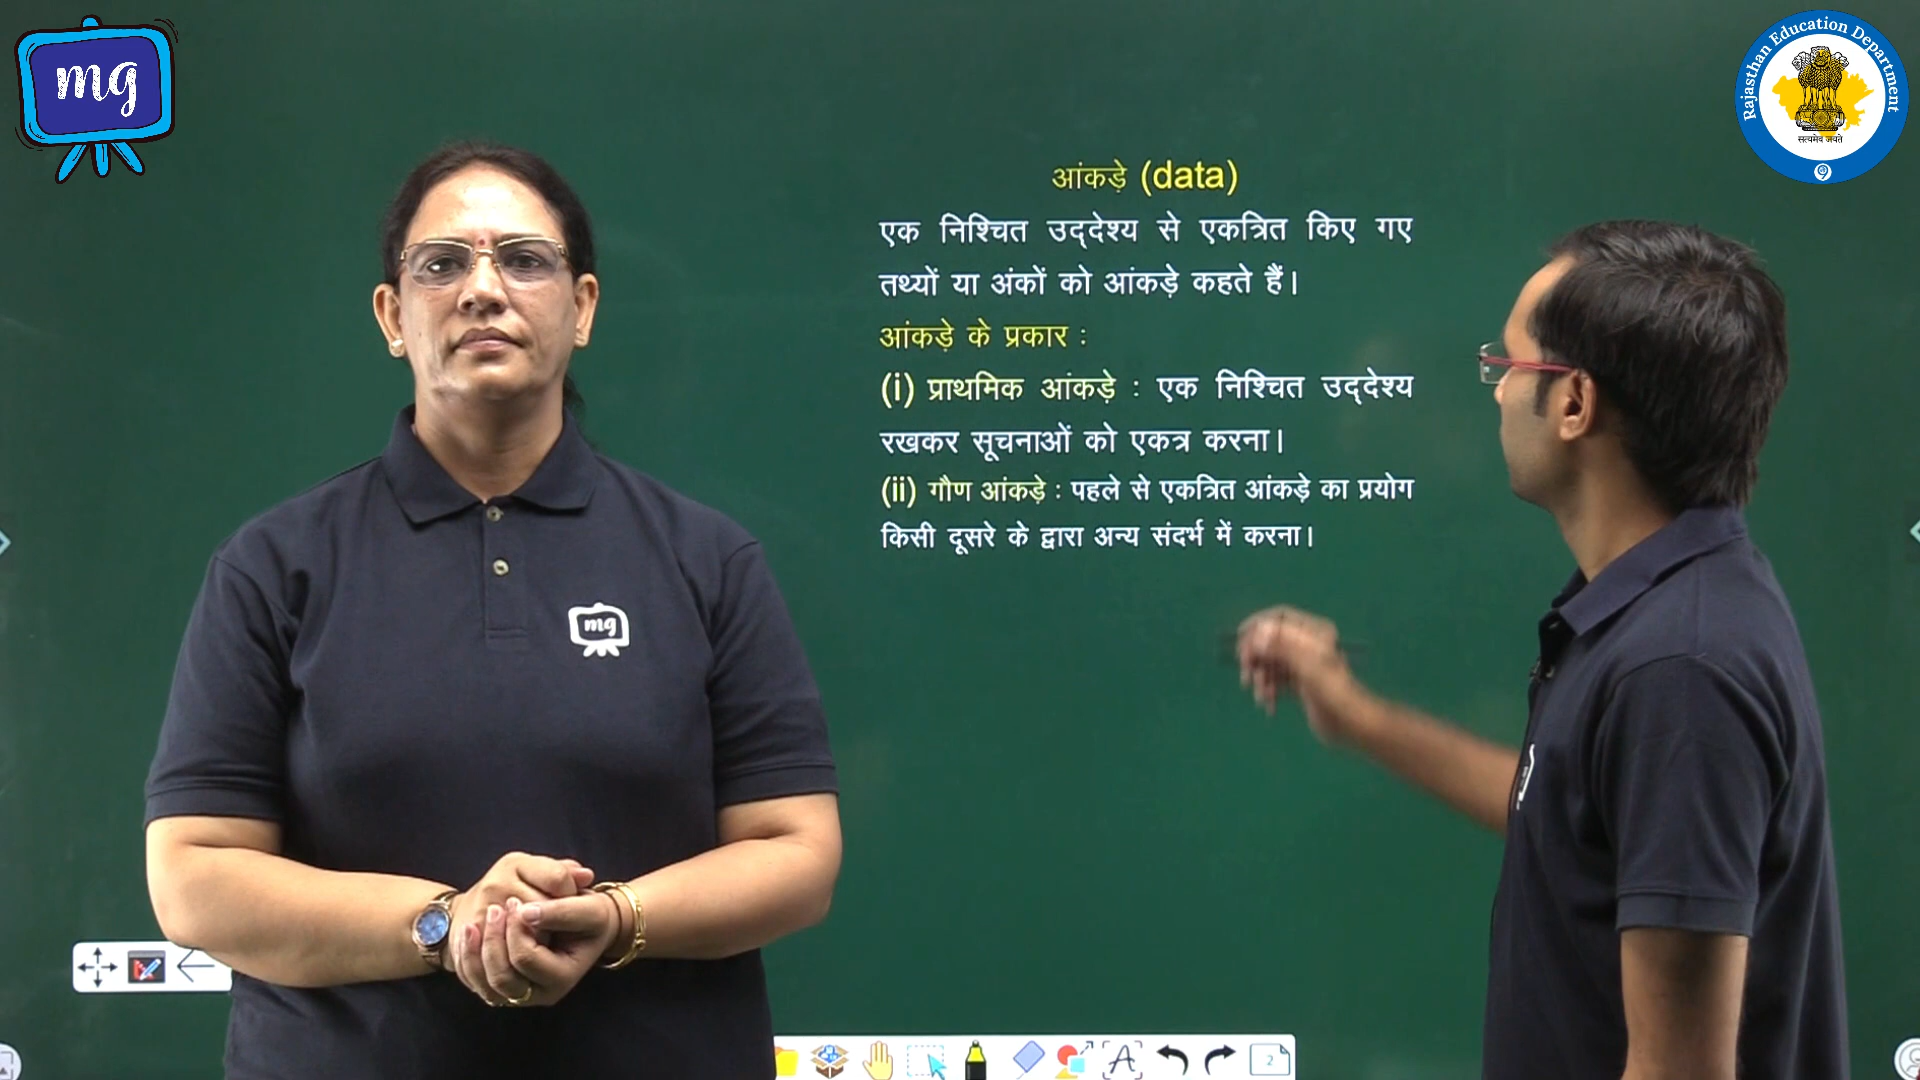 mg
Rajasthan Education Department
सत्यमेव जयते
आंकड़े (data)
एक निश्चित उद्देश्य से एकत्रित किए गए
तथ्यों या अंकों को आंकड़े कहते हैं।
आंकड़े के प्रकार :
(i) प्राथमिक आंकड़े : एक निश्चित उद्देश्य
रखकर सूचनाओं को एकत्र करना।
(ii) गौण आंकड़े : पहले से एकत्रित आंकड़े का प्रयोग
किसी दूसरे के द्वारा अन्य संदर्भ में करना।
mg
A
2